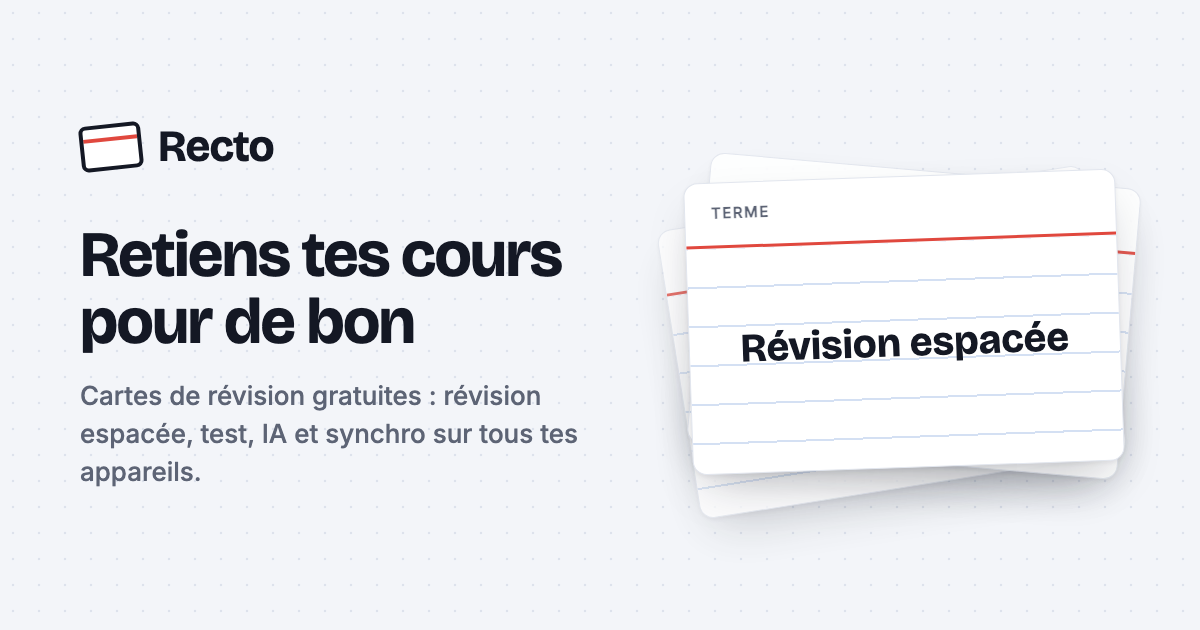 Recto
Retiens tes cours
pour de bon
Cartes de révision gratuites : révision
espacée, test, IA et synchro sur tous tes
appareils.
TERME
Révision espacée